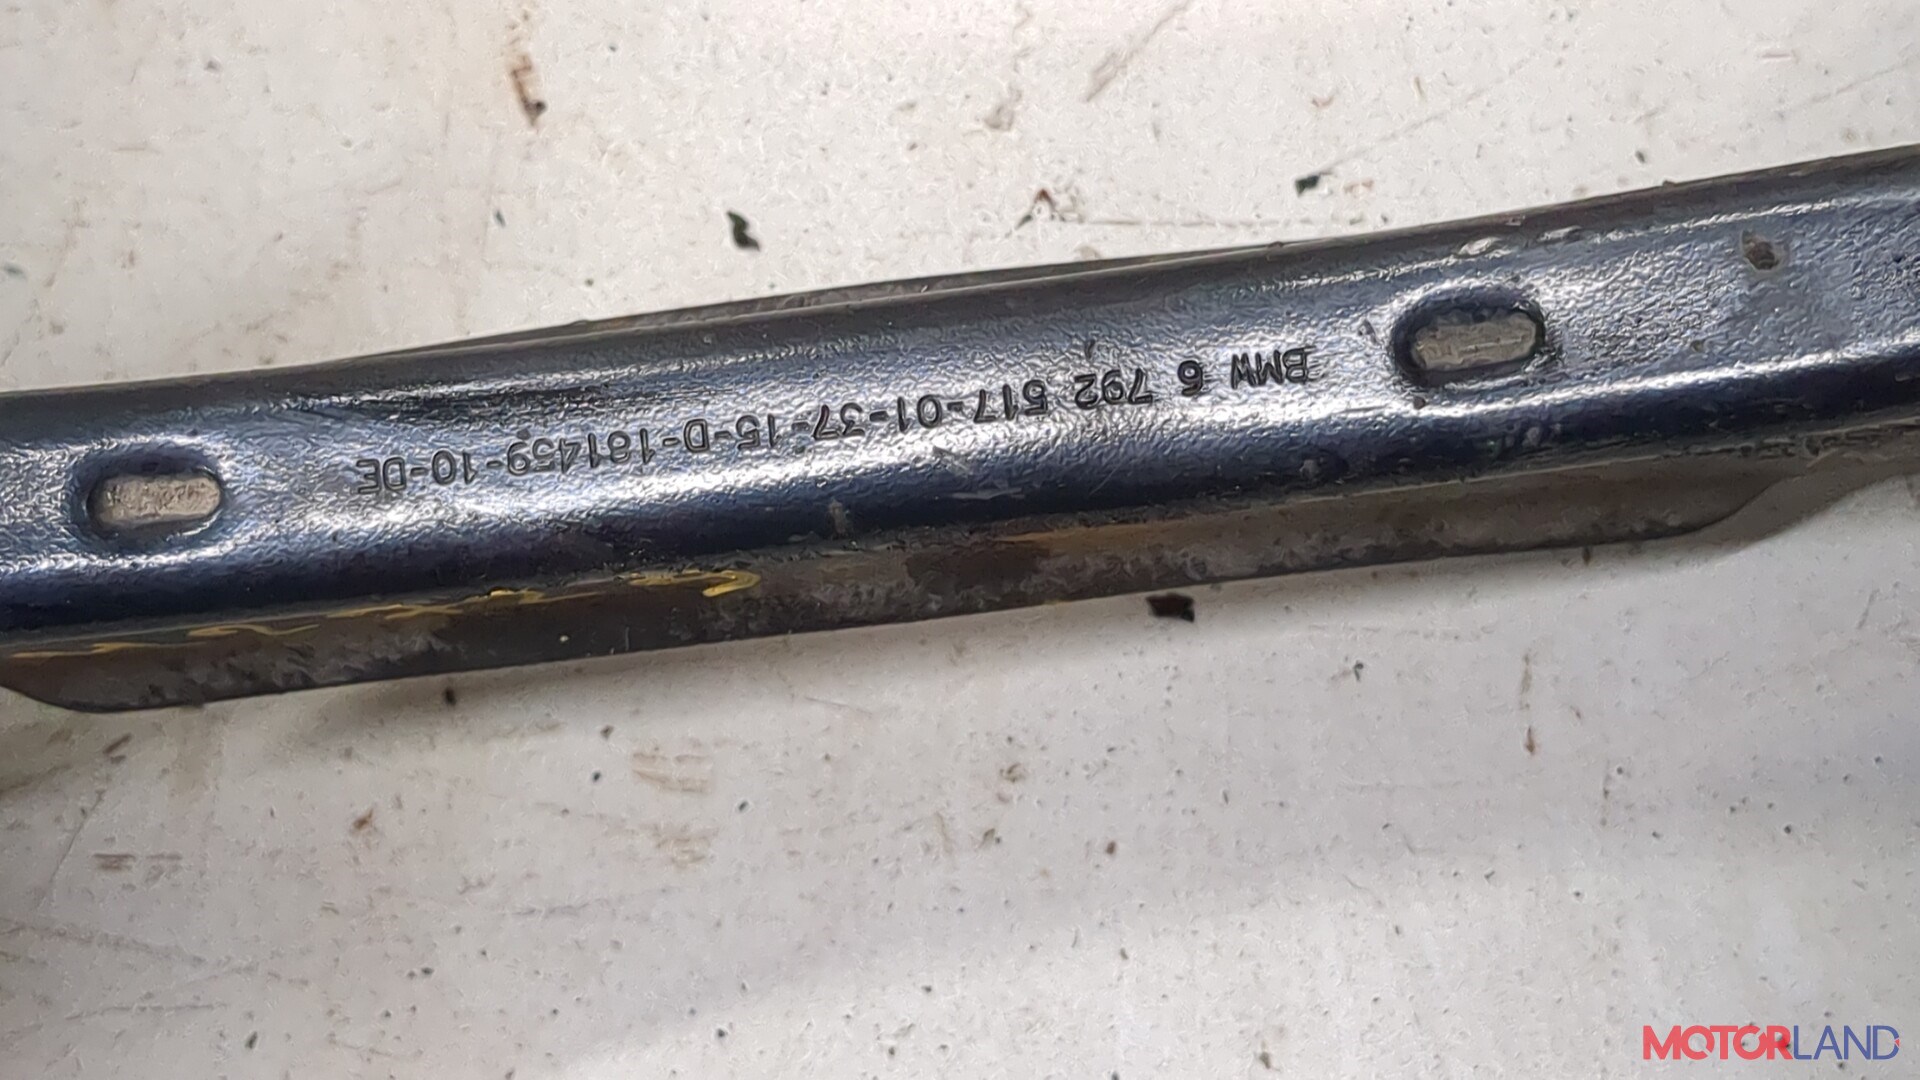 BMW 6 792 517-01-37-15-D-181459-10-DE
MOTORLAND